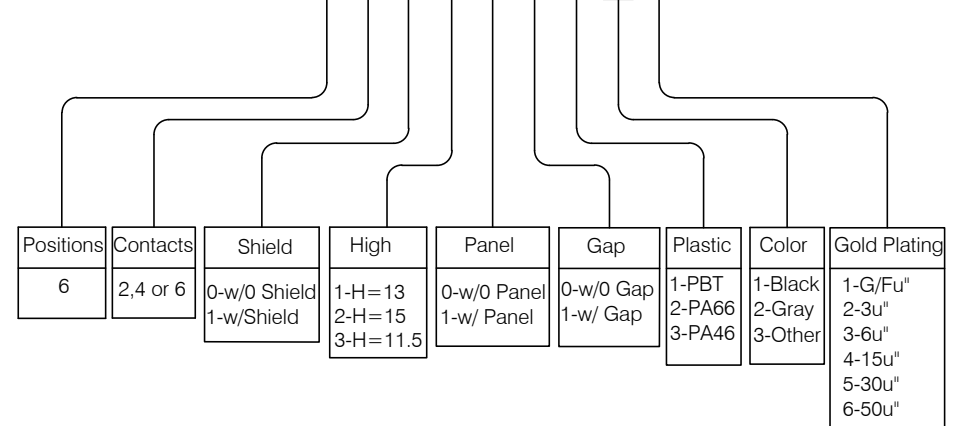 Positions
6
Contacts
2,4 or 6
Shield
0-w/0 Shield
1-w/Shield
High
1-H=13
2-H=15
3-H=11.5
Panel
0-w/0 Panel
1-w/ Panel
Gap
0-w/0 Gap
1-w/ Gap
Plastic
1-PBT
2-PA66
3-PA46
Color
1-Black
2-Gray
3-Other
Gold Plating
1-G/Fu"
2-3u"
3-6u"
4-15u"
5-30u"
6-50u"